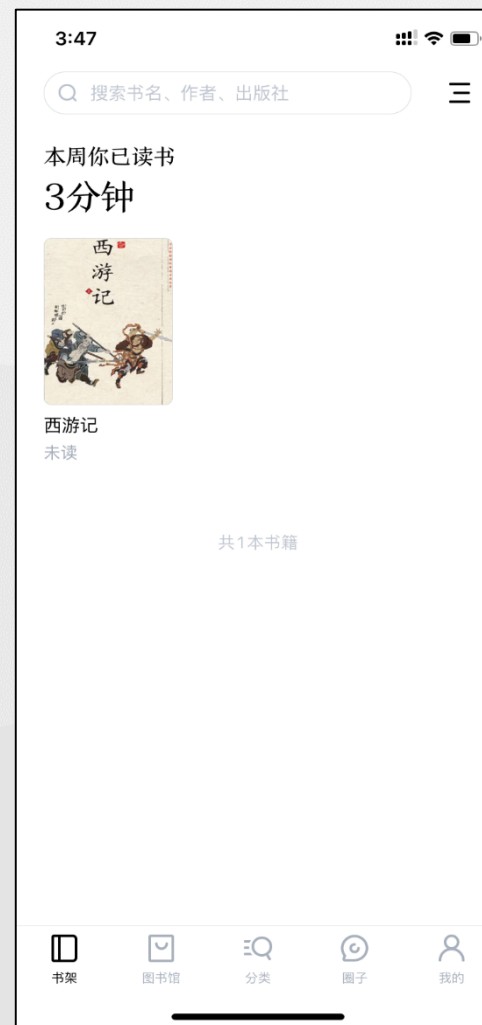 3:47
搜索书名、作者、出版社
本周你已读书
3分钟
西
游
记
西游记
未读
共1本书籍
书架
图书馆
分类
圈子
我的